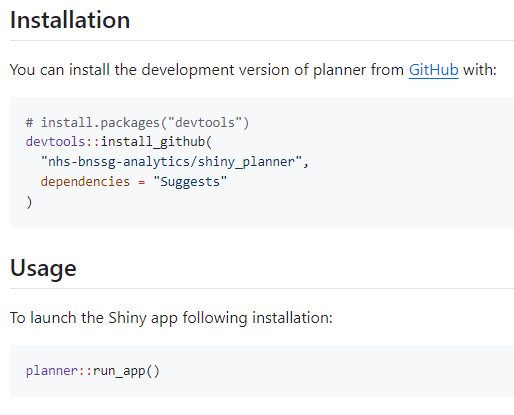 Installation
You can install the development version of planner from GitHub with:
# install.packages("devtools")
devtools::install_github(
  "nhs-bnssg-analytics/shiny_planner",
  dependencies = "Suggests"
)
Usage
To launch the Shiny app following installation:
planner::run_app()